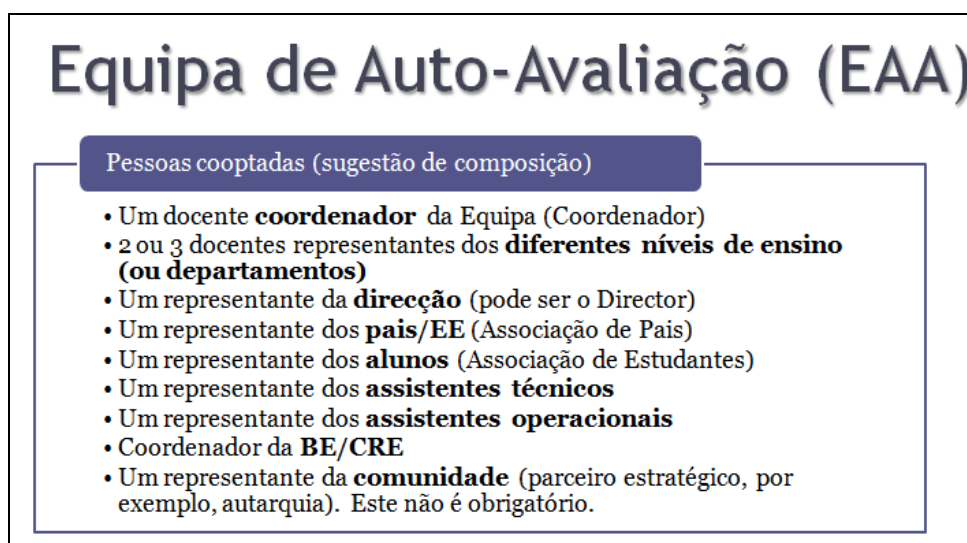 Equipa de Auto-Avaliação (EAA)
Pessoas cooptadas (sugestão de composição)
• Um docente coordenador da Equipa (Coordenador)
• 2 ou 3 docentes representantes dos diferentes níveis de ensino
(ou departamentos)
• Um representante da direcção (pode ser o Director)
• Um representante dos pais/EE (Associação de Pais)
• Um representante dos alunos (Associação de Estudantes)
• Um representante dos assistentes técnicos
• Um representante dos assistentes operacionais
• Coordenador da BE/CRE
• Um representante da comunidade (parceiro estratégico, por
exemplo, autarquia). Este não é obrigatório.